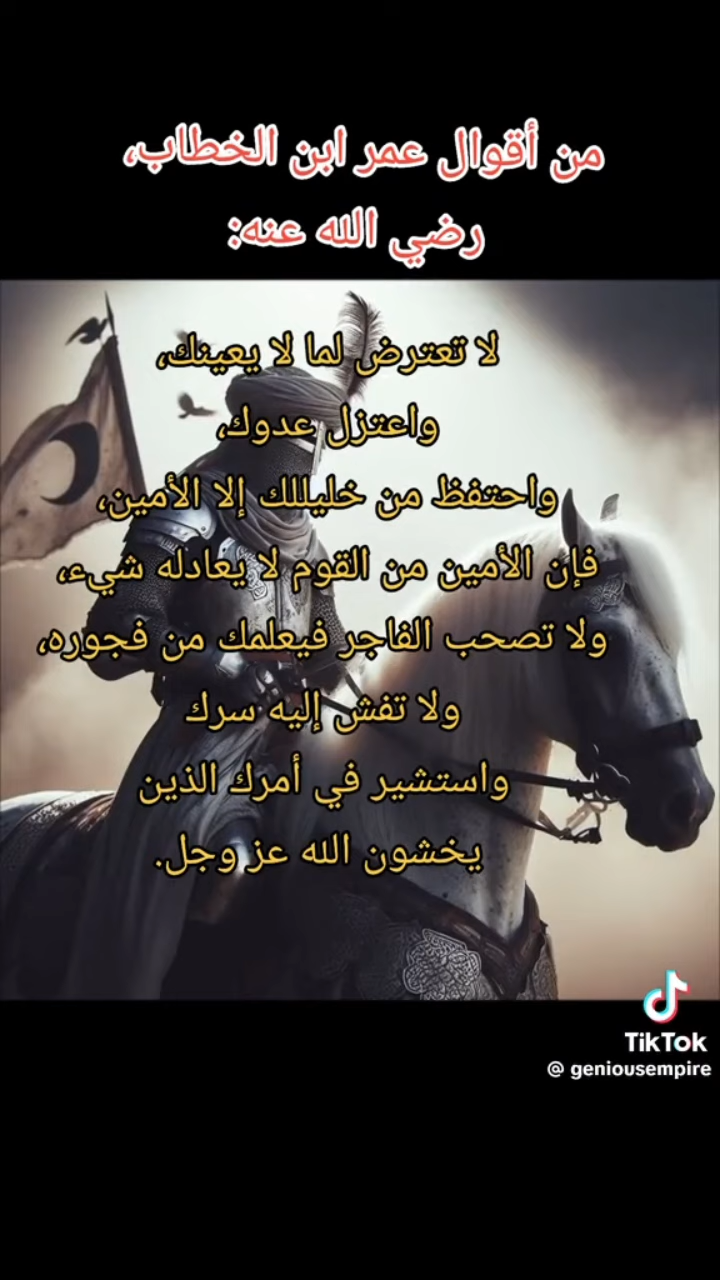 من أقوال عمر ابن الخطاب،
رضي الله عنه:
لا تعترض لما لا يعينك،
واعتزل عدوك،
واحتفظ من خليللك إلا الأمين،
فإن الأمين من القوم لا يعادله شيء،
ولا تصحب الفاجر فيعلمك من فجوره،
ولا تفش إليه سرك
واستشير في أمرك الذين
يخشون الله عز وجل.
TikTok
@ geniousempire